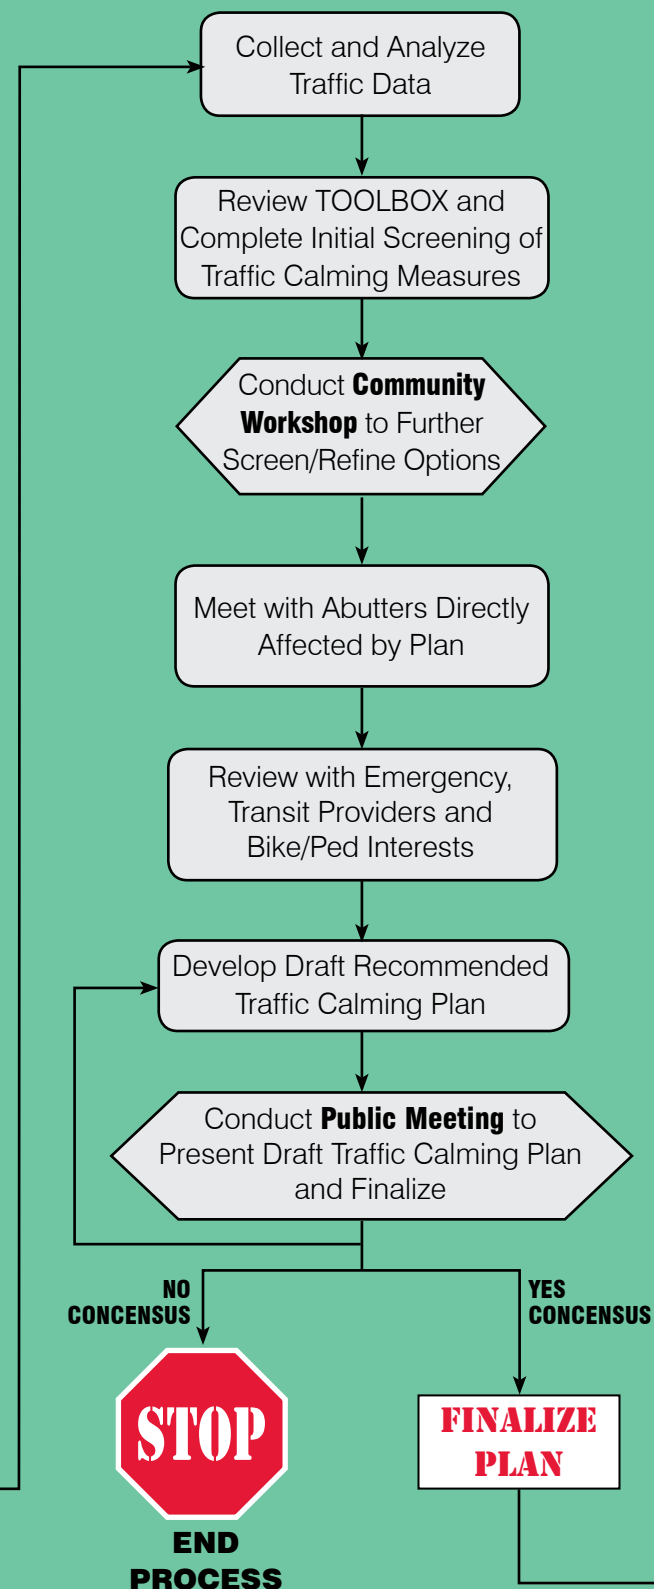 Collect and Analyze
Traffic Data
Review TOOLBOX and
Complete Initial Screening of
Traffic Calming Measures
Conduct Community
Workshop to Further
Screen/Refine Options
Meet with Abutters Directly
Affected by Plan
Review with Emergency,
Transit Providers and
Bike/Ped Interests
Develop Draft Recommended
Traffic Calming Plan
Conduct Public Meeting to
Present Draft Traffic Calming Plan
and Finalize
NO
CONCENSUS
YES
CONCENSUS
STOP
END
PROCESS
FINALIZE
PLAN